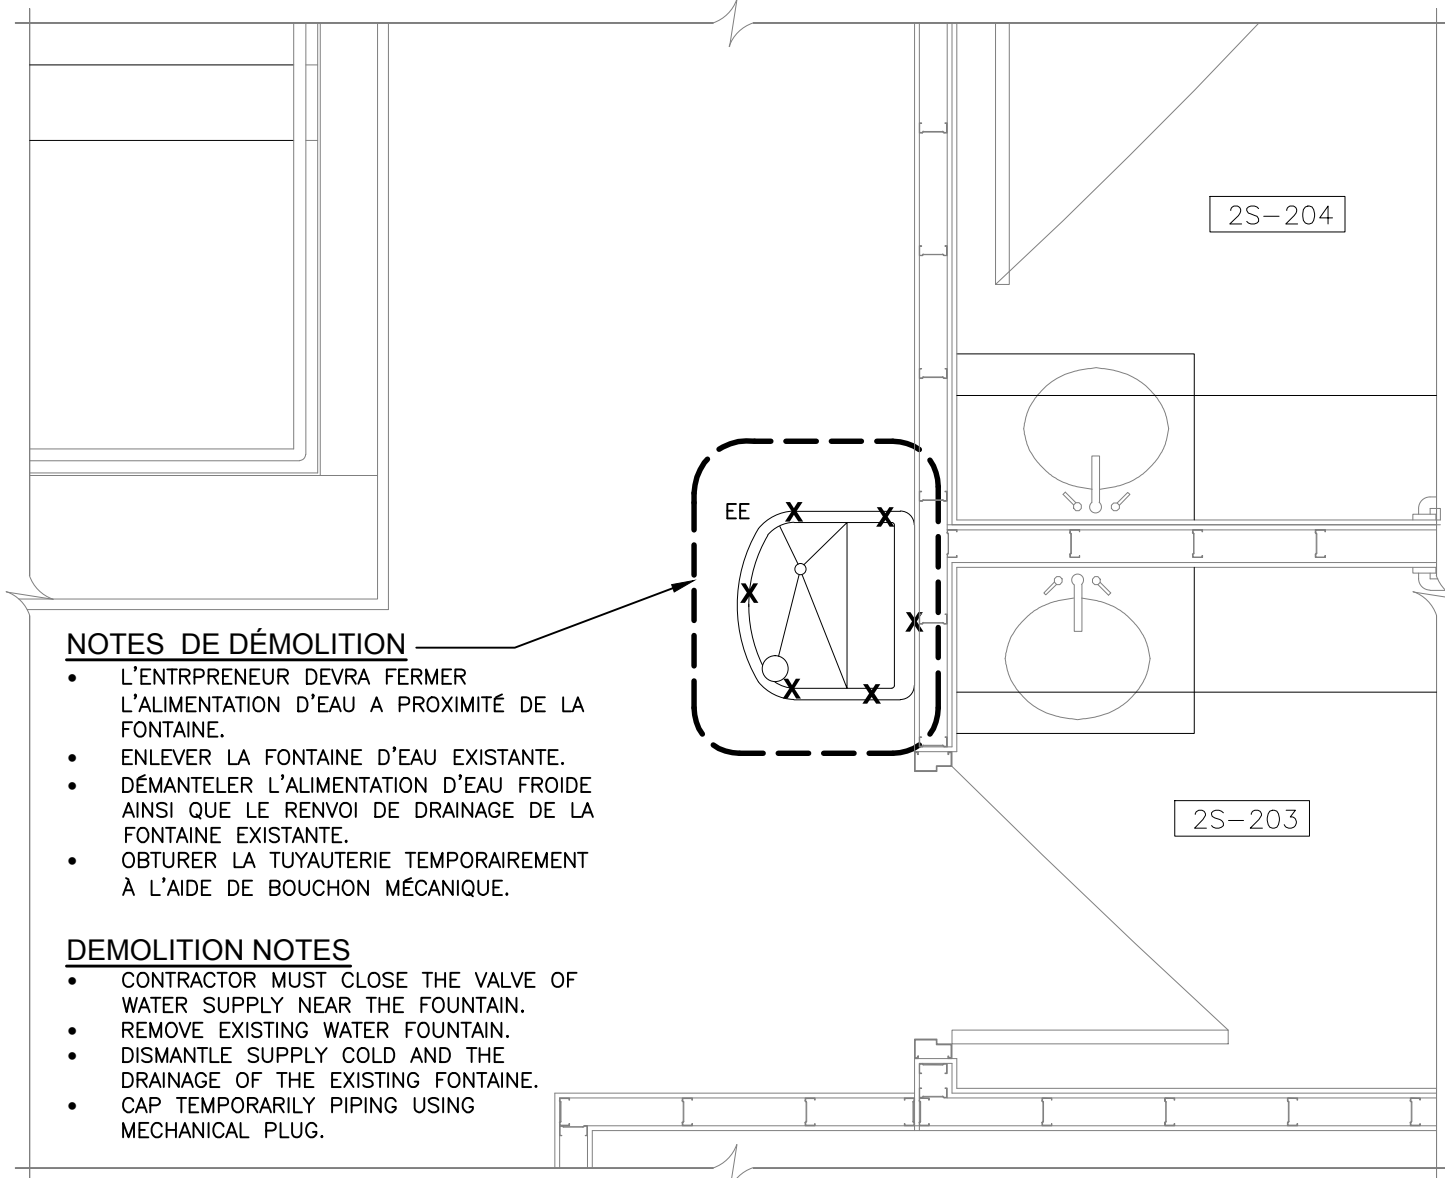 2S-204
EE
NOTES DE DÉMOLITION
• L'ENTRPRENEUR DEVRA FERMER
L'ALIMENTATION D'EAU A PROXIMITÉ DE LA
FONTAINE.
• ENLEVER LA FONTAINE D'EAU EXISTANTE.
• DÉMANTELER L'ALIMENTATION D'EAU FROIDE
AINSI QUE LE RENVOI DE DRAINAGE DE LA
FONTAINE EXISTANTE.
• OBTURER LA TUYAUTERIE TEMPORAIREMENT
À L'AIDE DE BOUCHON MÉCANIQUE.
2S-203
DEMOLITION NOTES
• CONTRACTOR MUST CLOSE THE VALVE OF
WATER SUPPLY NEAR THE FOUNTAIN.
• REMOVE EXISTING WATER FOUNTAIN.
• DISMANTLE SUPPLY COLD AND THE
DRAINAGE OF THE EXISTING FONTAINE.
• CAP TEMPORARILY PIPING USING
MECHANICAL PLUG.